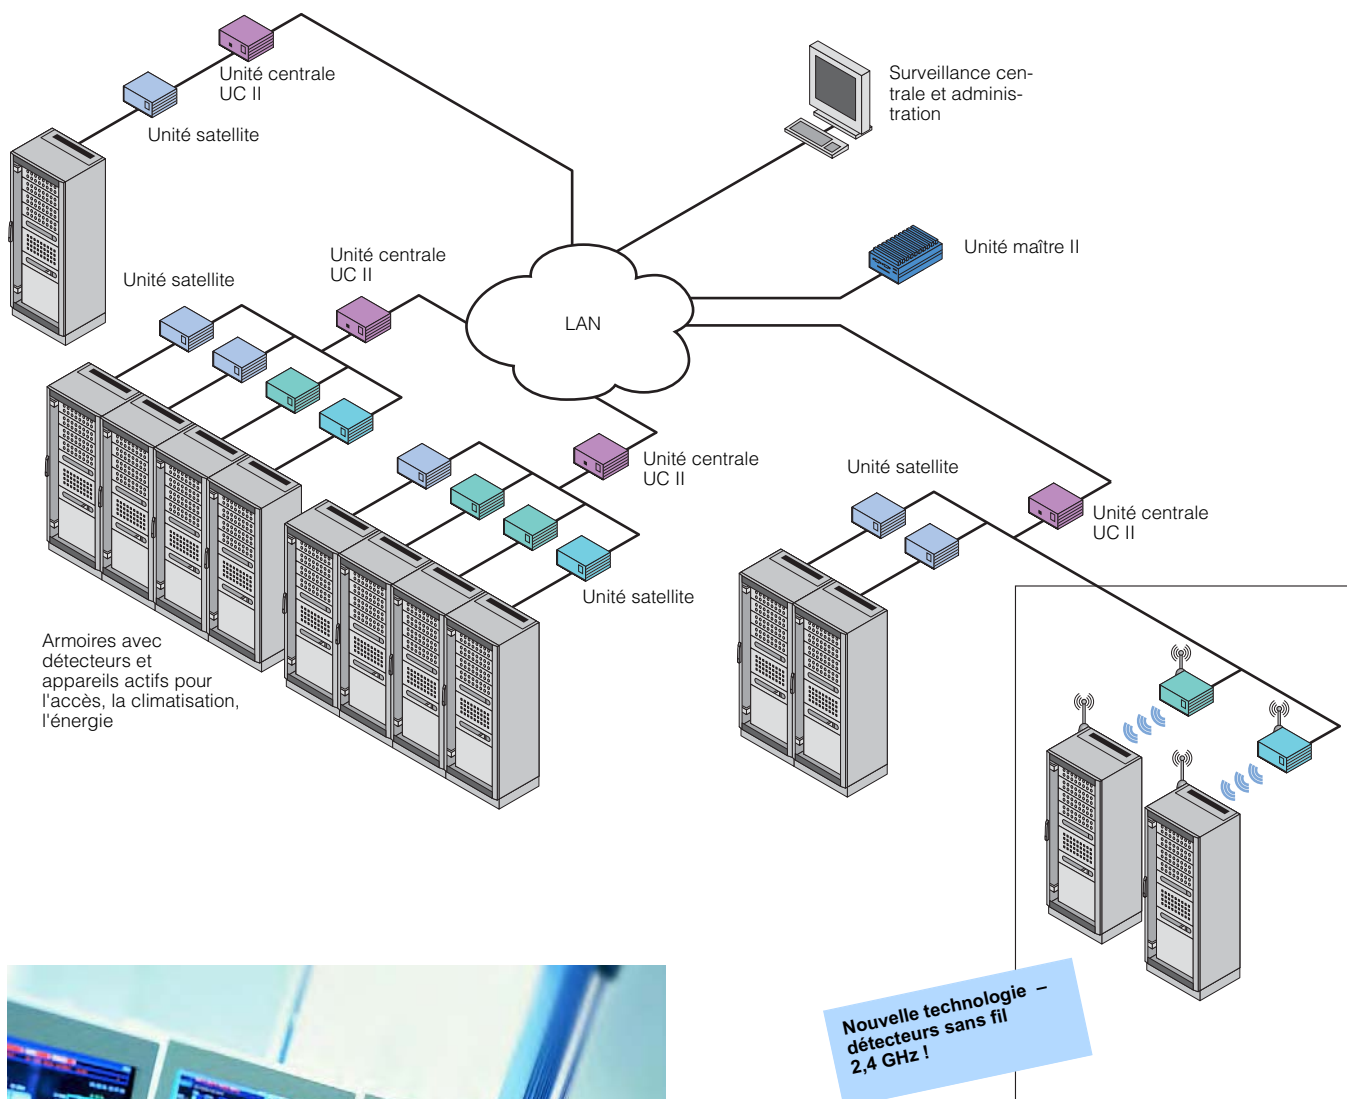 Unité centrale
UC II
Unité satellite
Surveillance cen-
trale et adminis-
tration
Unité maître II
Unité centrale
UC II
Unité satellite
LAN
Unité centrale
UC II
Unité satellite
Unité centrale
UC II
Unité satellite
Armoires avec
détecteurs et
appareils actifs pour
l'accès, la climatisation,
l'énergie
Nouvelle technologie –
détecteurs sans fil
2,4 GHz !